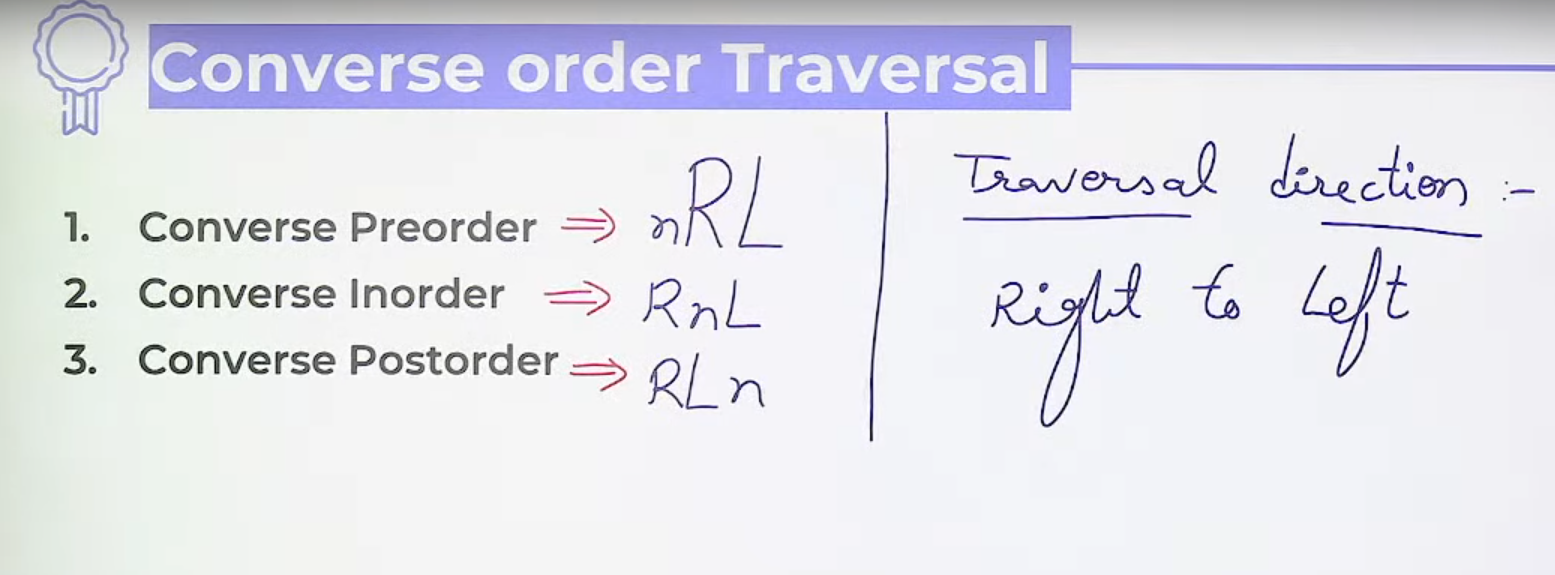 Converse order Traversal
1. Converse Preorder ⇒ nRL
2. Converse Inorder ⇒ RnL
3. Converse Postorder ⇒ RLn
Traversal direction :-
Right to Left